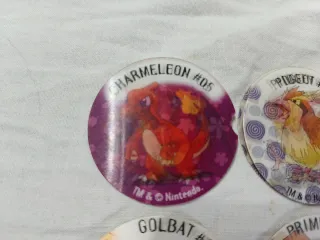 CHARMELEON #05
TM & © Nintendo.
PIDGEOT #
TM & ©
GOLBAT #
PRIM